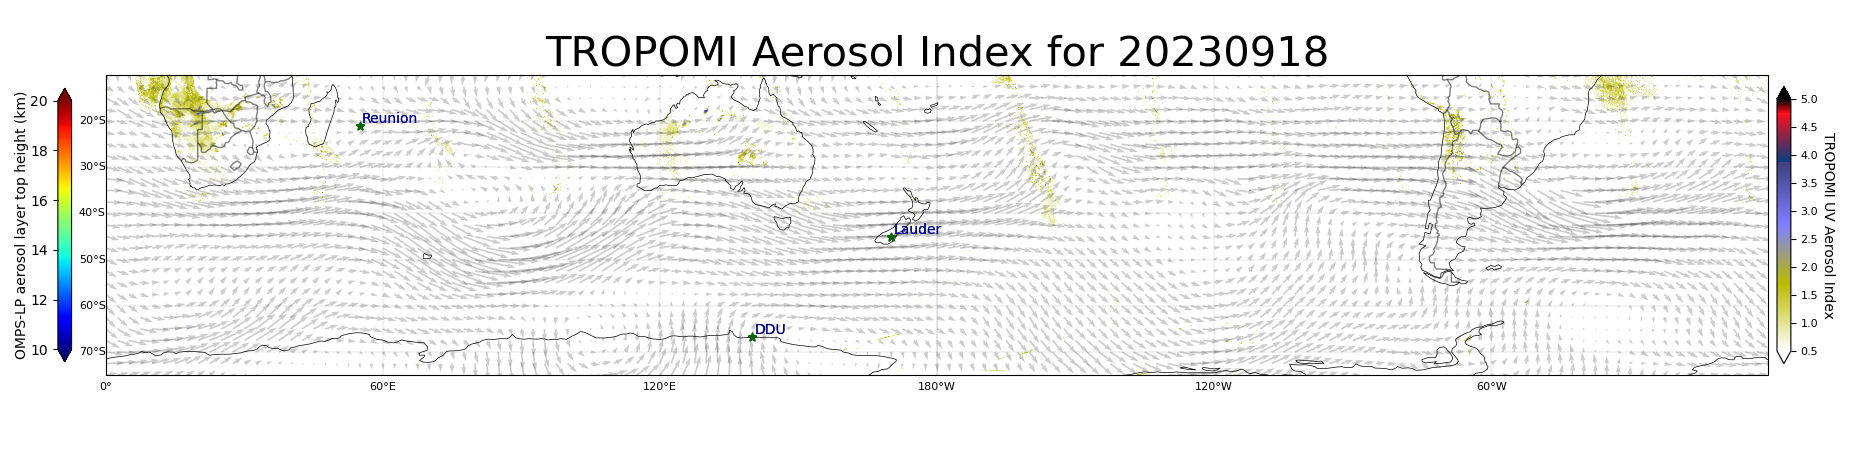 TROPOMI Aerosol Index for 20230918
OMPS-LP aerosol layer top height (km)
20
18
16
14
12
10
20°S
30°S
40°S
50°S
60°S
70°S
Reunion
Lauder
DDU
0°
60°E
120°E
180°W
120°W
60°W
5.0
4.5
4.0
3.5
3.0
2.5
2.0
1.5
1.0
0.5
TROPOMI UV Aerosol Index